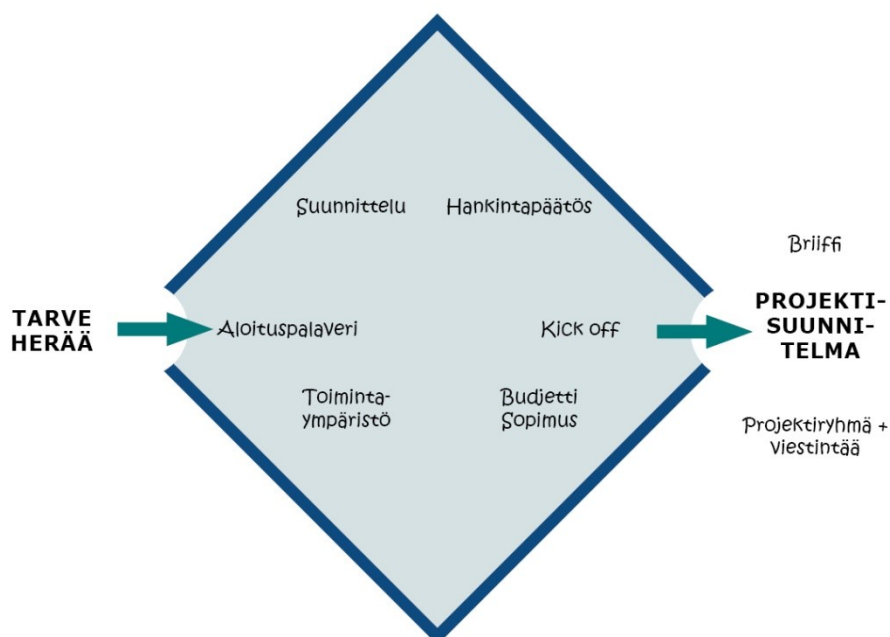 Suunnittelu
Hankintapäätös
Briiffi
TARVE
HERÄÄ
Aloituspalaveri
Kick off
PROJEKTI-
SUUNNI-
TELMA
Toiminta-
ympäristö
Budjetti
Sopimus
Projektiryhmä +
viestintää